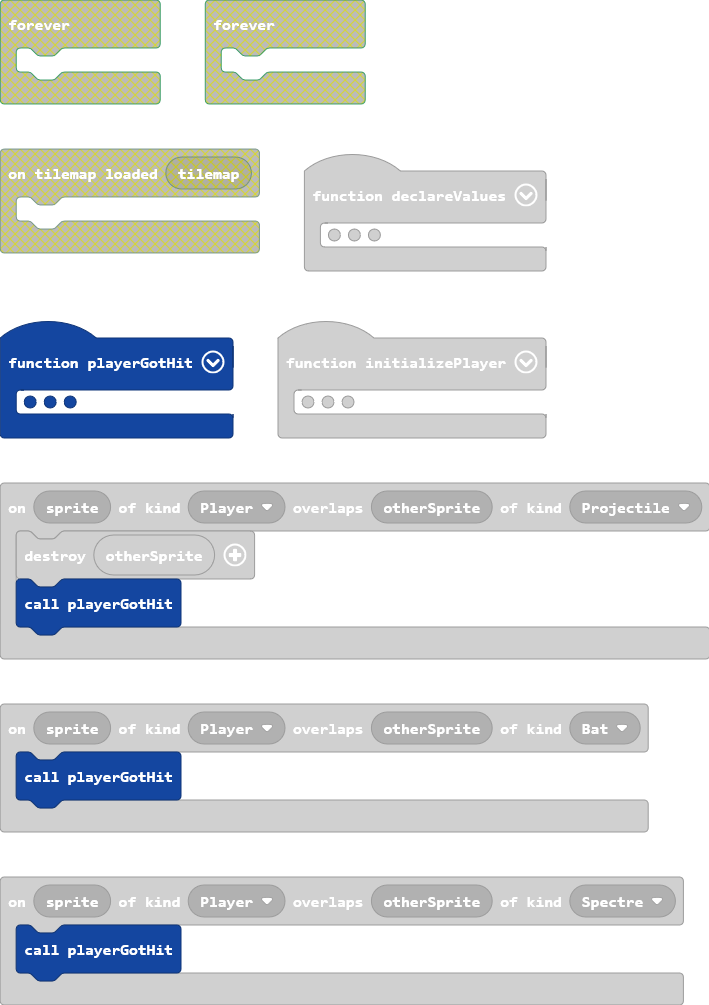 forever forever
on tilemap loaded tilemap
function declareValues
function playerGotHit function initializePlayer
on sprite of kind Player overlaps otherSprite of kind Projectile
destroy otherSprite
call playerGotHit
on sprite of kind Player overlaps otherSprite of kind Bat
call playerGotHit
on sprite of kind Player overlaps otherSprite of kind Spectre
call playerGotHit